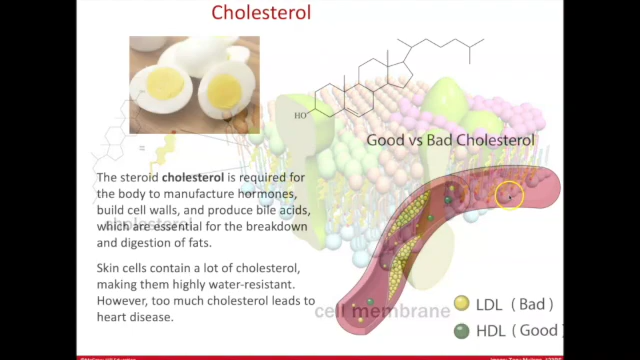 Cholesterol
HO
Good vs Bad Cholesterol
The steroid cholesterol is required for
the body to manufacture hormones,
build cell walls, and produce bile acids,
cholesterol
which are essential for the breakdown
and digestion of fats.
Skin cells contain a lot of cholesterol,
making them highly water-resistant.
However, too much cholesterol leads to
heart disease.
cell membrane
LDL ( Bad )
HDL ( Good )